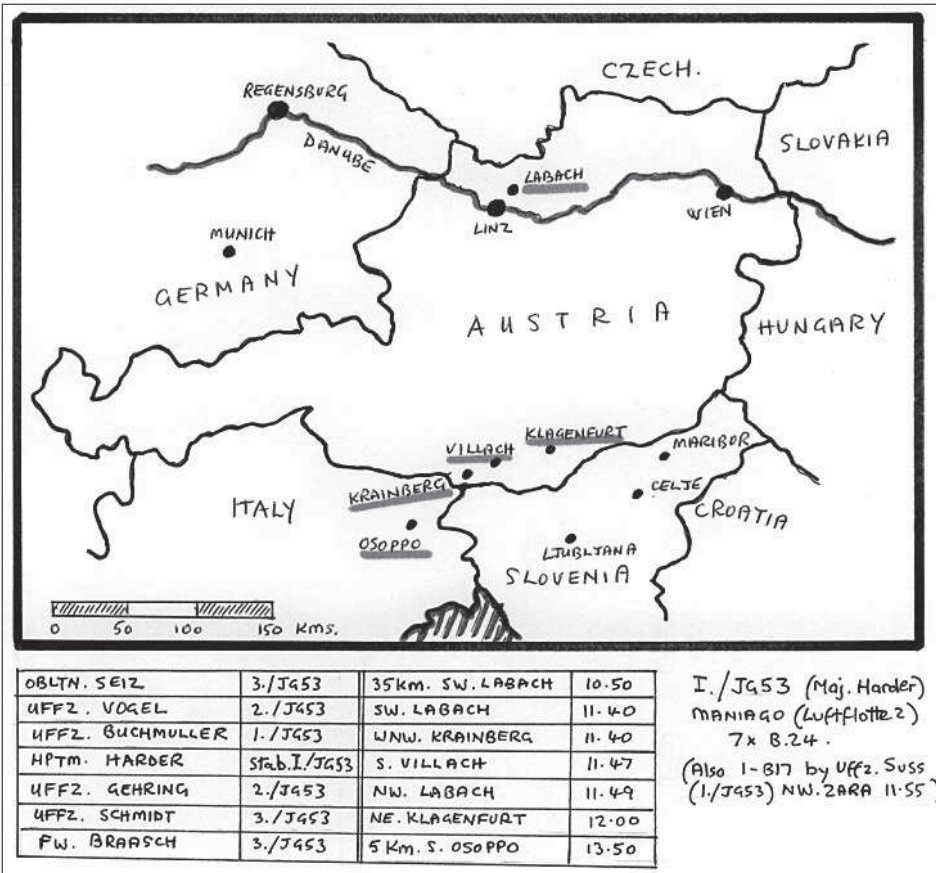 CZECH.
REGENSBURG
SLOVAKIA
DANUBE
LABACH
LINZ
WIEN
MUNICH
GERMANY
AUSTRIA
HUNGARY
KLAGENFURT
VILLACH
MARIBOR
KRAINBERG
CELJE
ITALY
CROATIA
OSOPPO
LJUBLJANA
SLOVENIA
0 50 100 150 Kms.
OBLTN. SEIZ 3./JG53 35Km. SW. LABACH 10.50
UFFZ. VOGEL 2./JG53 SW. LABACH 11.40
UFFZ. BUCHMULLER 1./JG53 WNW. KRAINBERG 11.40
HPTM. HARDER Stab.I./JG53 S. VILLACH 11.47
UFFZ. GEHRING 2./JG53 NW. LABACH 11.49
UFFZ. SCHMIDT 3./JG53 NE. KLAGENFURT 12.00
FW. BRAASCH 3./JG53 5 Km. S. OSOPPO 13.50
I./JG53 (Maj. Harder)
MANIAGO (Luftflotte 2)
7 x B.24.
(Also 1-B17 by Uffz. Suss
(1./JG53) NW. ZARA 11.55)